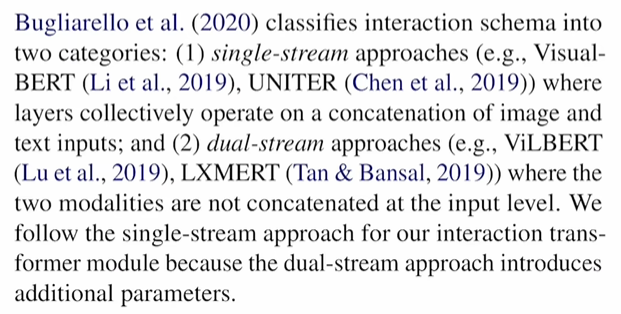 Bugliarello et al. (2020) classifies interaction schema into
two categories: (1) single-stream approaches (e.g., Visual-
BERT (Li et al., 2019), UNITER (Chen et al., 2019)) where
layers collectively operate on a concatenation of image and
text inputs; and (2) dual-stream approaches (e.g., ViLBERT
(Lu et al., 2019), LXMERT (Tan & Bansal, 2019)) where the
two modalities are not concatenated at the input level. We
follow the single-stream approach for our interaction trans-
former module because the dual-stream approach introduces
additional parameters.